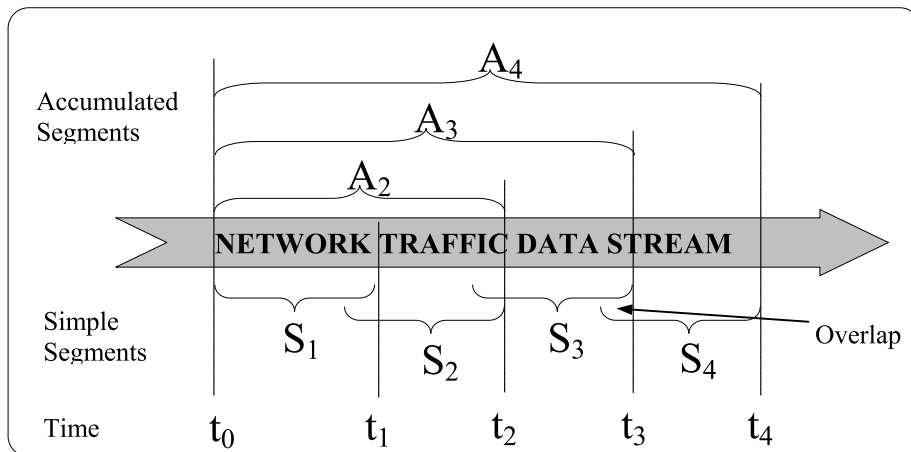 A4
Accumulated
Segments
A3
A2
NETWORK TRAFFIC DATA STREAM
Simple
Segments
S1
S2
S3
S4
Overlap
Time
t0
t1
t2
t3
t4